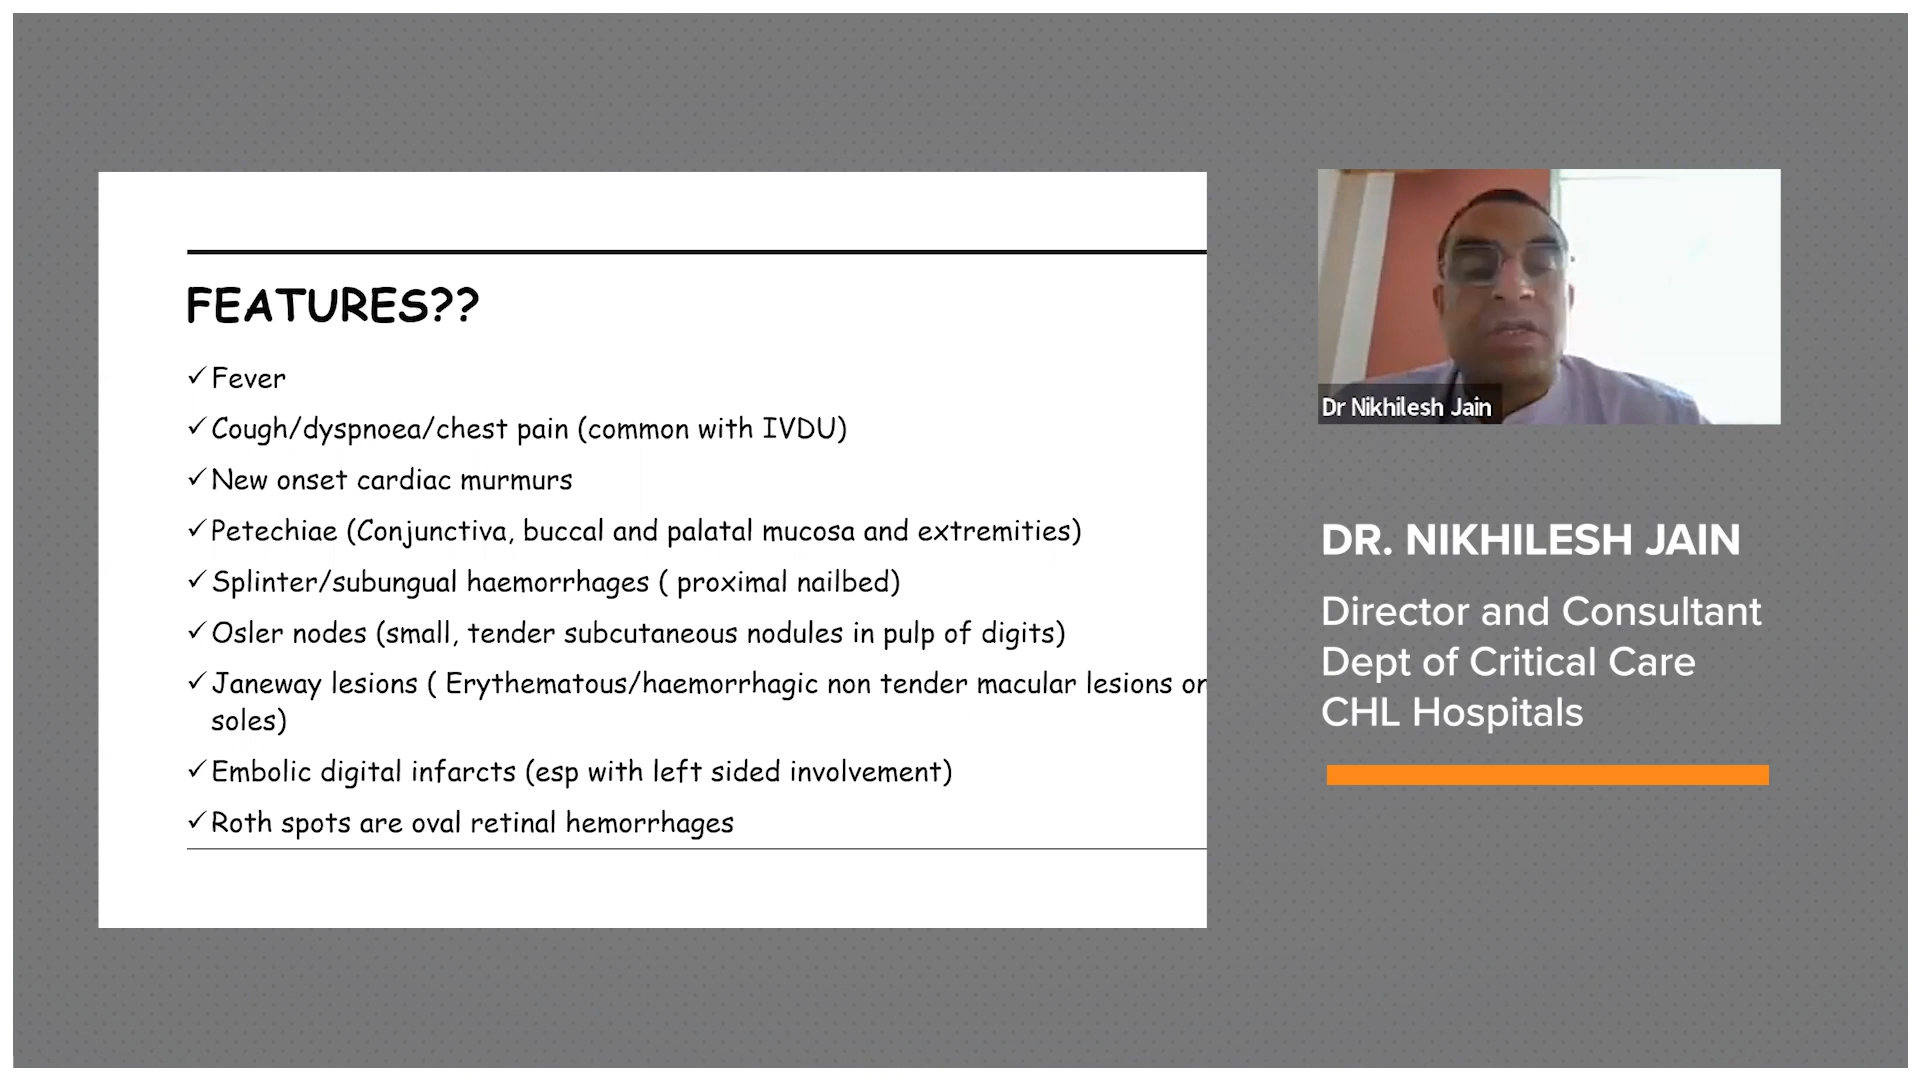 FEATURES??
✓ Fever
✓ Cough/dyspnoea/chest pain (common with IVDU)
✓ New onset cardiac murmurs
✓ Petechiae (Conjunctiva, buccal and palatal mucosa and extremities)
✓ Splinter/subungual haemorrhages ( proximal nailbed)
✓ Osler nodes (small, tender subcutaneous nodules in pulp of digits)
✓ Janeway lesions ( Erythematous/haemorrhagic non tender macular lesions
soles)
✓ Embolic digital infarcts (esp with left sided involvement)
✓ Roth spots are oval retinal hemorrhages
Dr Nikhilesh Jain
DR. NIKHILESH JAIN
Director and Consultant
Dept of Critical Care
CHL Hospitals